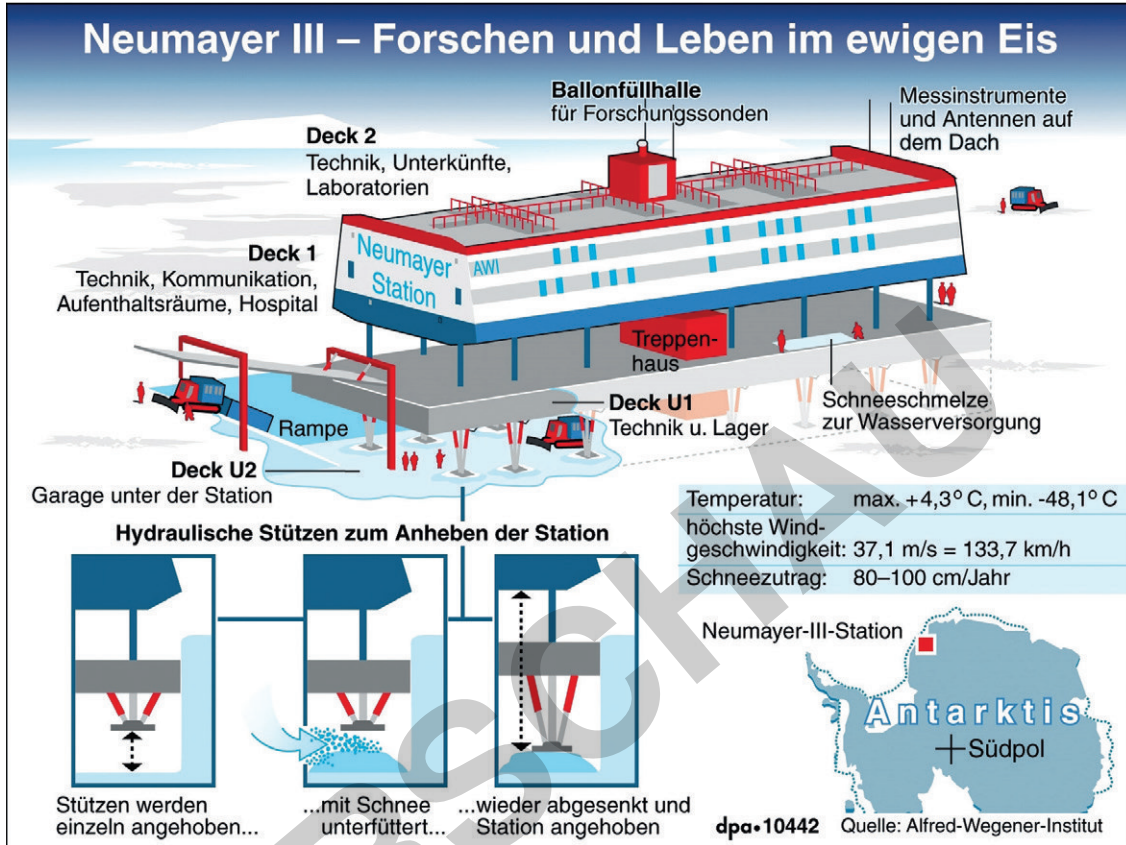 Neumayer III – Forschen und Leben im ewigen Eis
Ballonfüllhalle
für Forschungssonden
Messinstrumente
und Antennen auf
dem Dach
Deck 2
Technik, Unterkünfte,
Laboratorien
Deck 1
Technik, Kommunikation,
Aufenthaltsräume, Hospital
Neumayer
Station
AWI
Treppen-
haus
Schneeschmelze
zur Wasserversorgung
Deck U1
Technik u. Lager
Rampe
Deck U2
Garage unter der Station
Hydraulische Stützen zum Anheben der Station
Stützen werden
einzeln angehoben...
...mit Schnee
unterfüttert...
...wieder abgesenkt und
Station angehoben
Temperatur: max. +4,3° C, min. -48,1° C
höchste Wind-
geschwindigkeit: 37,1 m/s = 133,7 km/h
Schneezutrag: 80–100 cm/Jahr
Neumayer-III-Station
Antarktis
Südpol
dpa•10442 Quelle: Alfred-Wegener-Institut